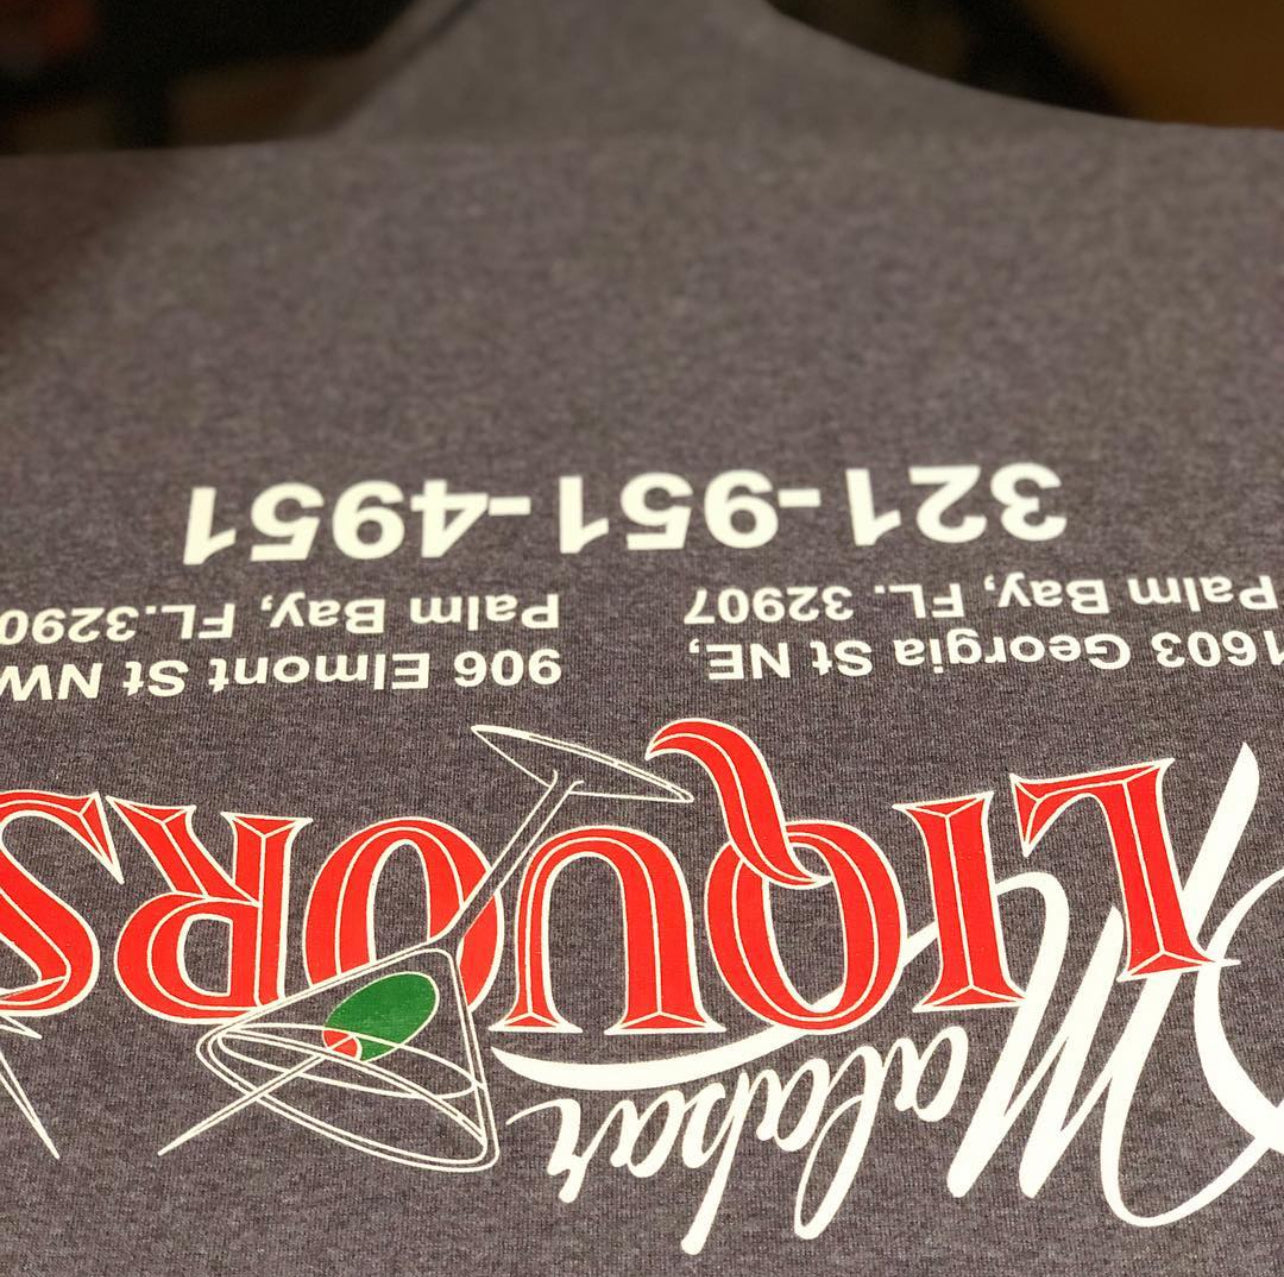 Malabar
LIQUORS
1603 Georgia St NE, 906 Elmont St NW
Palm Bay, FL. 32907 Palm Bay, FL.3290
321-951-4951